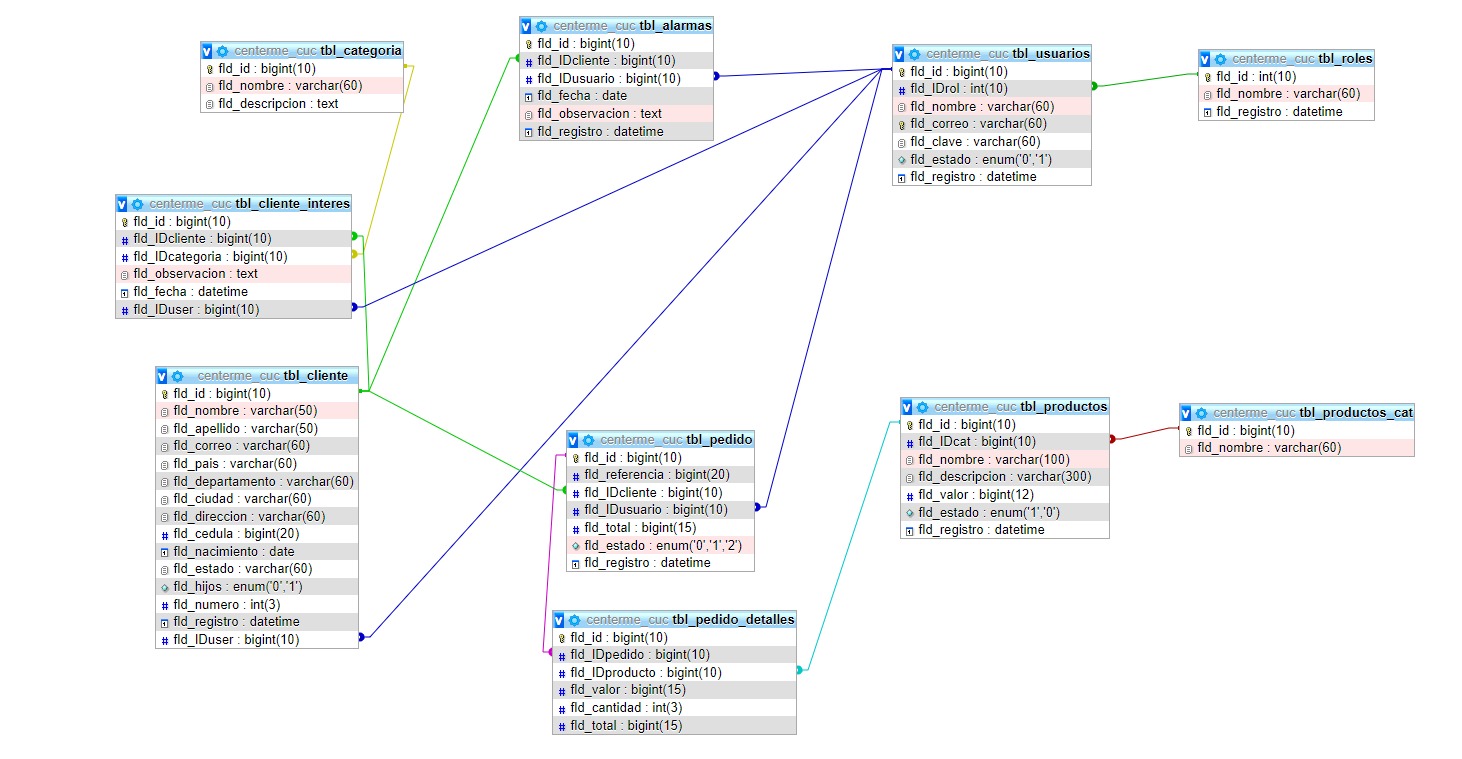 centerme_cuc tbl_categoria
fld_id : bigint(10)
fld_nombre : varchar(60)
fld_descripcion : text
centerme_cuc tbl_alarmas
fld_id : bigint(10)
fld_IDcliente : bigint(10)
fld_IDusuario : bigint(10)
fld_fecha : date
fld_observacion : text
fld_registro : datetime
centerme_cuc tbl_usuarios
fld_id : bigint(10)
fld_IDrol : int(10)
fld_nombre : varchar(60)
fld_correo : varchar(60)
fld_clave : varchar(60)
fld_estado : enum('0','1')
fld_registro : datetime
centerme_cuc tbl_roles
fld_id : int(10)
fld_nombre : varchar(60)
fld_registro : datetime
centerme_cuc tbl_cliente_interes
fld_id : bigint(10)
fld_IDcliente : bigint(10)
fld_IDcategoria : bigint(10)
fld_observacion : text
fld_fecha : datetime
fld_IDuser : bigint(10)
centerme_cuc tbl_cliente
fld_id : bigint(10)
fld_nombre : varchar(50)
fld_apellido : varchar(50)
fld_correo : varchar(60)
fld_pais : varchar(60)
fld_departamento : varchar(60)
fld_ciudad : varchar(60)
fld_direccion : varchar(60)
fld_cedula : bigint(20)
fld_nacimiento : date
fld_estado : varchar(60)
fld_hijos : enum('0','1')
fld_numero : int(3)
fld_registro : datetime
fld_IDuser : bigint(10)
centerme_cuc tbl_pedido
fld_id : bigint(10)
fld_referencia : bigint(20)
fld_IDcliente : bigint(10)
fld_IDusuario : bigint(10)
fld_total : bigint(15)
fld_estado : enum('0','1','2')
fld_registro : datetime
centerme_cuc tbl_productos
fld_id : bigint(10)
fld_IDcat : bigint(10)
fld_nombre : varchar(100)
fld_descripcion : varchar(300)
fld_valor : bigint(12)
fld_estado : enum('1','0')
fld_registro : datetime
centerme_cuc tbl_productos_cat
fld_id : bigint(10)
fld_nombre : varchar(60)
centerme_cuc tbl_pedido_detalles
fld_id : bigint(10)
fld_IDpedido : bigint(10)
fld_IDproducto : bigint(10)
fld_valor : bigint(15)
fld_cantidad : int(3)
fld_total : bigint(15)